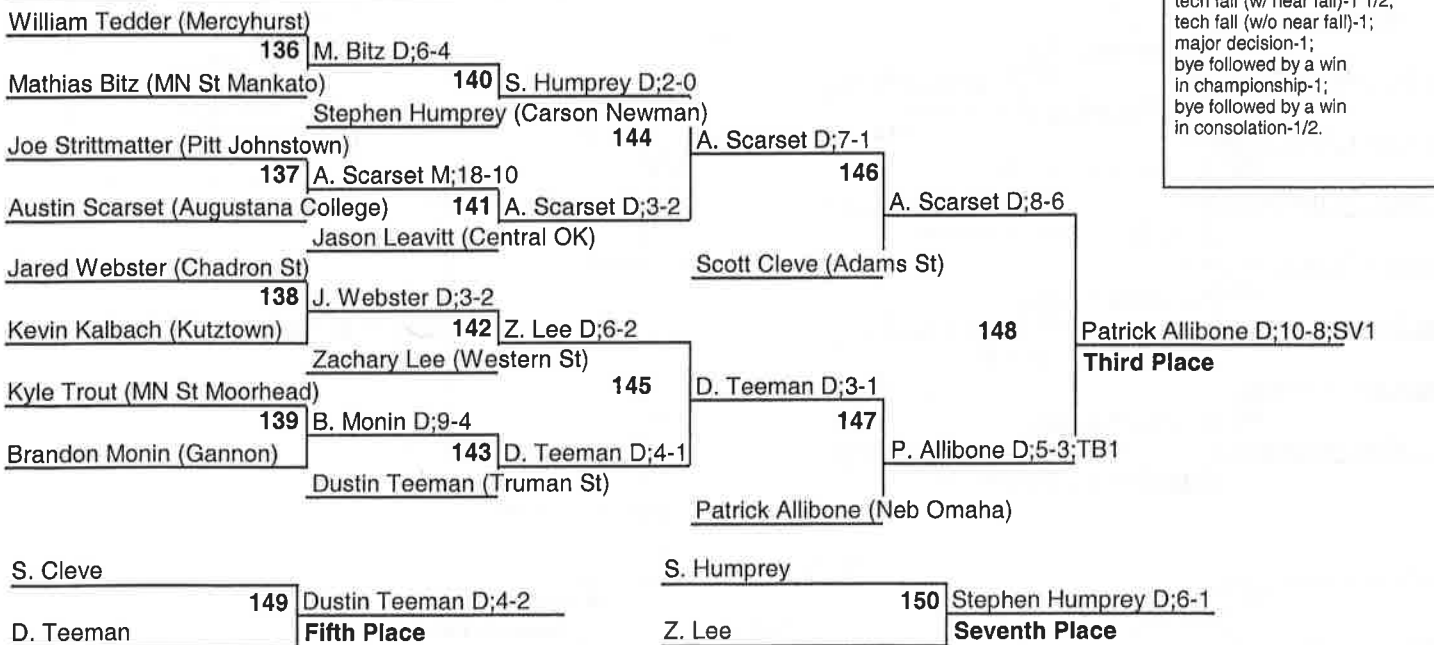 tech fall (w/ near fall)-1 1/2;
tech fall (w/o near fall)-1;
major decision-1;
bye followed by a win
in championship-1;
bye followed by a win
in consolation-1/2.
William Tedder (Mercyhurst)
136 M. Bitz D;6-4
Mathias Bitz (MN St Mankato)
140 S. Humprey D;2-0
Stephen Humprey (Carson Newman)
Joe Strittmatter (Pitt Johnstown)
144 A. Scarset D;7-1
137 A. Scarset M;18-10
146
Austin Scarset (Augustana College)
141 A. Scarset D;3-2
A. Scarset D;8-6
Jason Leavitt (Central OK)
Jared Webster (Chadron St)
Scott Cleve (Adams St)
138 J. Webster D;3-2
Kevin Kalbach (Kutztown)
142 Z. Lee D;6-2
148 Patrick Allibone D;10-8;SV1
Third Place
Zachary Lee (Western St)
Kyle Trout (MN St Moorhead)
145 D. Teeman D;3-1
139 B. Monin D;9-4
147
Brandon Monin (Gannon)
143 D. Teeman D;4-1
P. Allibone D;5-3;TB1
Dustin Teeman (Truman St)
Patrick Allibone (Neb Omaha)
S. Cleve
149 Dustin Teeman D;4-2
D. Teeman
Fifth Place
S. Humprey
150 Stephen Humprey D;6-1
Z. Lee
Seventh Place